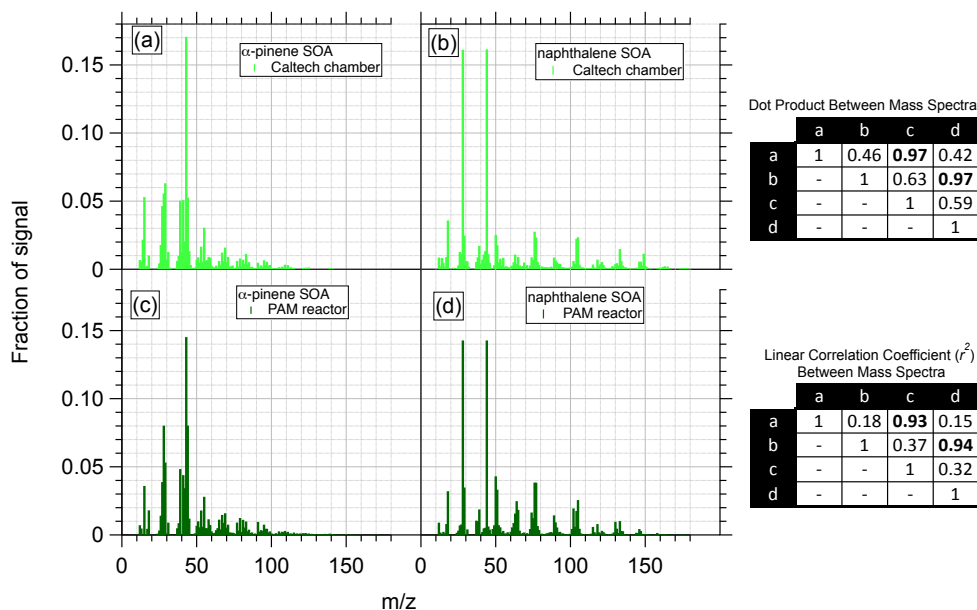 (a)
α-pinene SOA
Caltech chamber
(b)
naphthalene SOA
Caltech chamber
(c)
α-pinene SOA
PAM reactor
(d)
naphthalene SOA
PAM reactor
Fraction of signal
0.15
0.10
0.05
0
0.15
0.10
0.05
0
0 50 100 150 0 50 100 150
m/z
Dot Product Between Mass Spectra
a b c d
a 1 0.46 0.97 0.42
b - 1 0.63 0.97
c - - 1 0.59
d - - - 1
Linear Correlation Coefficient (r²)
Between Mass Spectra
a b c d
a 1 0.18 0.93 0.15
b - 1 0.37 0.94
c - - 1 0.32
d - - - 1